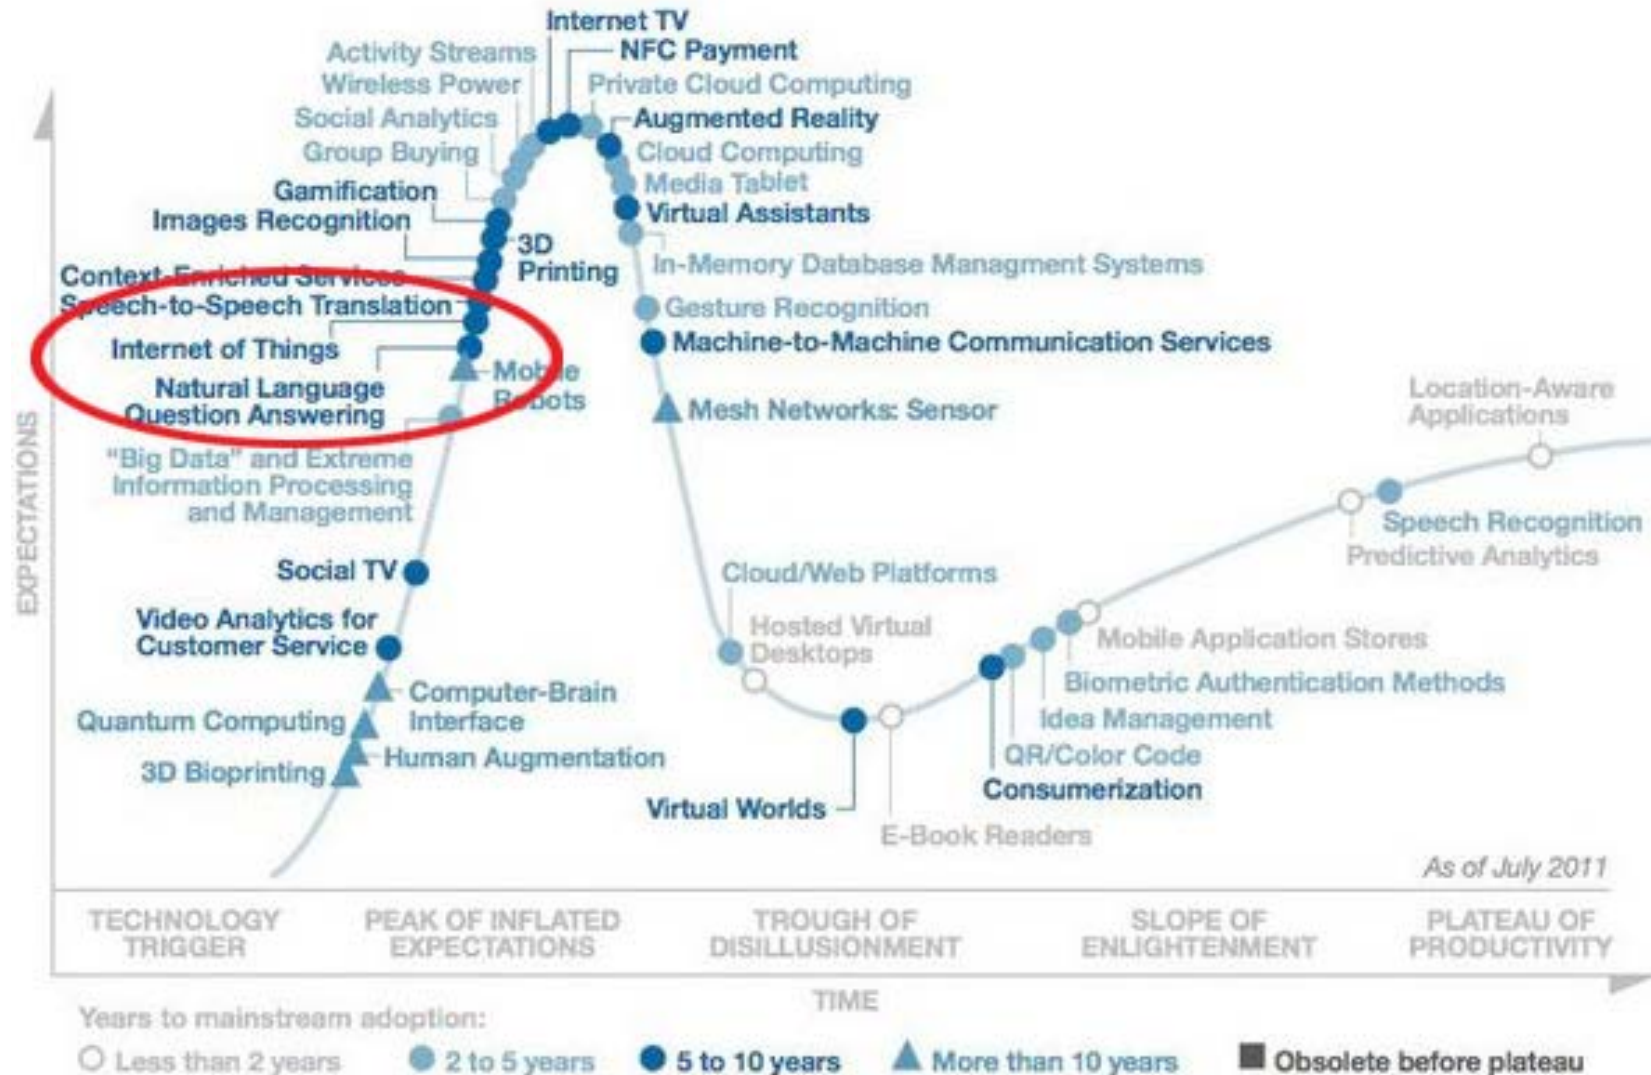 Internet TV
Activity Streams
NFC Payment
Wireless Power
Private Cloud Computing
Social Analytics
Augmented Reality
Group Buying
Cloud Computing
Media Tablet
Gamification
Virtual Assistants
Images Recognition
3D
Printing
In-Memory Database Managment Systems
Context-Enriched Services
Speech-to-Speech Translation
Gesture Recognition
Internet of Things
Machine-to-Machine Communication Services
Mobile
Robots
Natural Language
Question Answering
Mesh Networks: Sensor
Location-Aware
Applications
"Big Data" and Extreme
Information Processing
and Management
Speech Recognition
Predictive Analytics
Social TV
Cloud/Web Platforms
Video Analytics for
Customer Service
Hosted Virtual
Desktops
Mobile Application Stores
Computer-Brain
Interface
Biometric Authentication Methods
Quantum Computing
Idea Management
Human Augmentation
QR/Color Code
3D Bioprinting
Consumerization
Virtual Worlds
E-Book Readers
EXPECTATIONS
As of July 2011
TECHNOLOGY
TRIGGER
PEAK OF INFLATED
EXPECTATIONS
TROUGH OF
DISILLUSIONMENT
SLOPE OF
ENLIGHTENMENT
PLATEAU OF
PRODUCTIVITY
TIME
Years to mainstream adoption:
Less than 2 years
2 to 5 years
5 to 10 years
More than 10 years
Obsolete before plateau